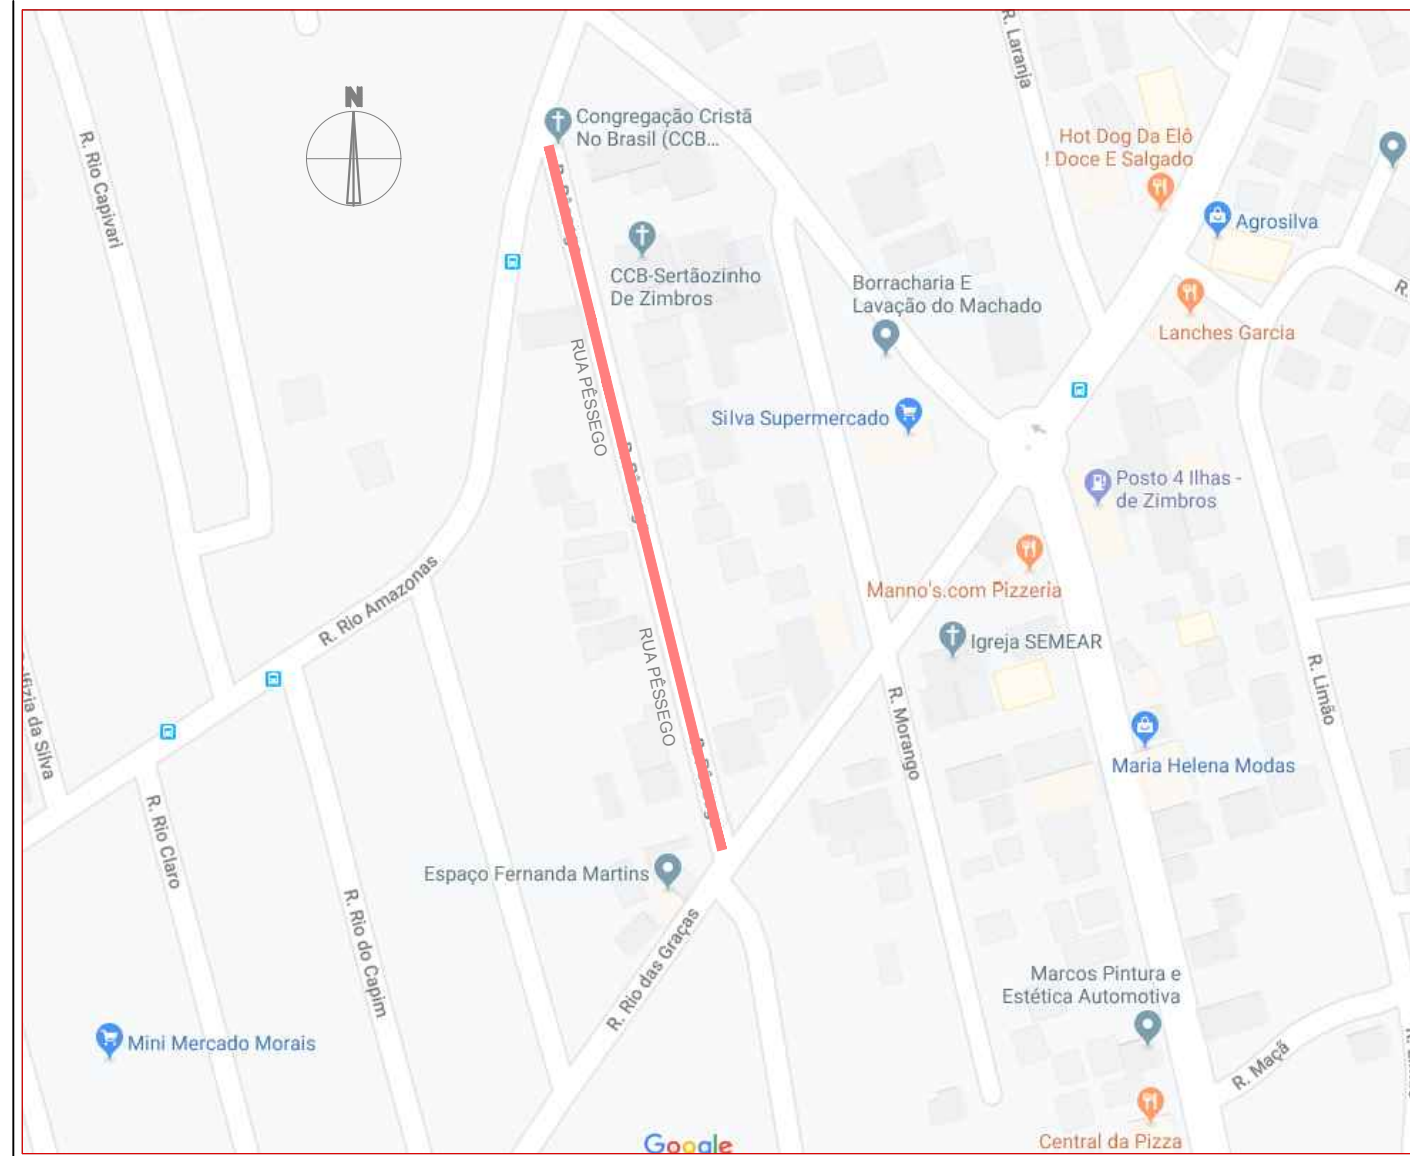 R. Laranja
N
Congregação Cristã
No Brasil (CCB...
Hot Dog Da Elô
! Doce E Salgado
R. Rio Capivari
Agrosilva
CCB-Sertãozinho
De Zimbros
Borracharia E
Lavação do Machado
R.
Lanches Garcia
RUA PÊSSEGO
Silva Supermercado
Posto 4 Ilhas -
de Zimbros
R. Rio Amazonas
Manno's.com Pizzeria
Igreja SEMEAR
RUA PÊSSEGO
ifizia da Silva
R. Limão
R. Morango
Maria Helena Modas
R. Rio Claro
Espaço Fernanda Martins
R. Rio do Capim
R. Rio das Graças
Marcos Pintura e
Estética Automotiva
Mini Mercado Morais
R. Maçã
Google
Central da Pizza